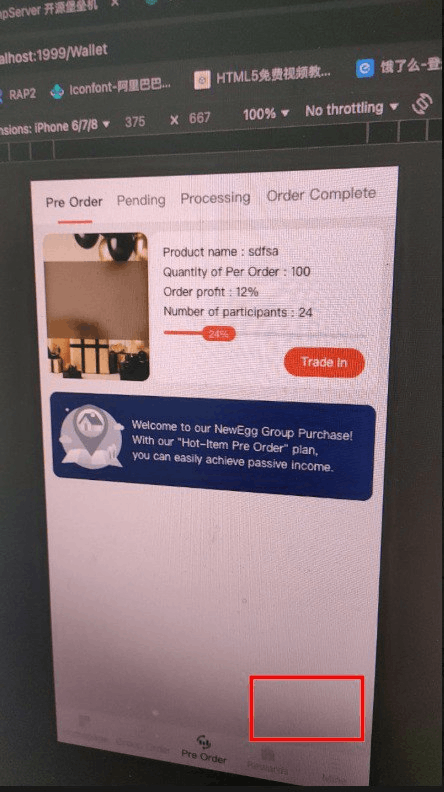 pServer 开源堡垒机
alhost:1999/Wallet
RAP2 Iconfont-阿里巴巴... HTML5免费视频教... 饿了么-登
nsions: iPhone 6/7/8 ▼ 375 X 667 100% ▼ No throttling ▼
Pre Order Pending Processing Order Complete
Product name : sdfsa
Quantity of Per Order : 100
Order profit : 12%
Number of participants : 24
24%
Trade In
Welcome to our NewEgg Group Purchase!
With our "Hot-Item Pre Order" plan,
you can easily achieve passive income.
Pre Order Rewards Mine